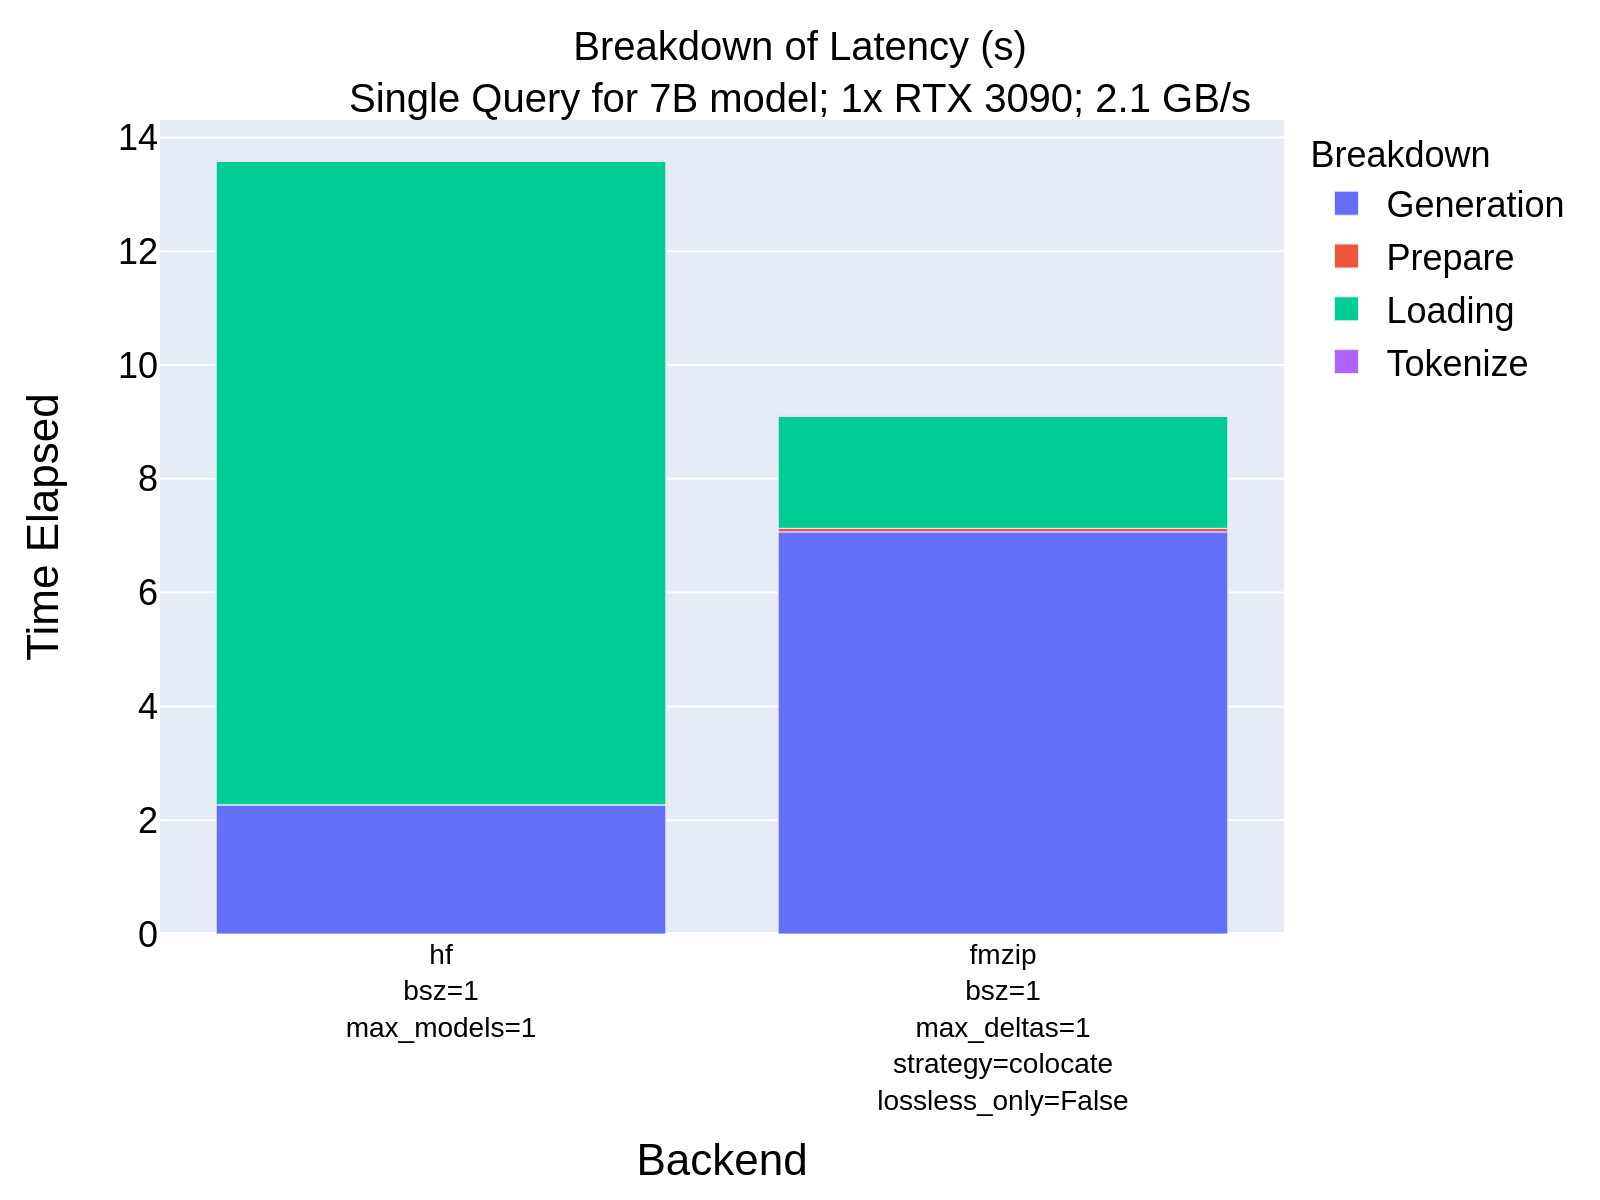 Breakdown of Latency (s)
Single Query for 7B model; 1x RTX 3090; 2.1 GB/s
Breakdown
Generation
Prepare
Loading
Tokenize
Time Elapsed
14
12
10
8
6
4
2
0
hf
bsz=1
max_models=1
fmzip
bsz=1
max_deltas=1
strategy=colocate
lossless_only=False
Backend